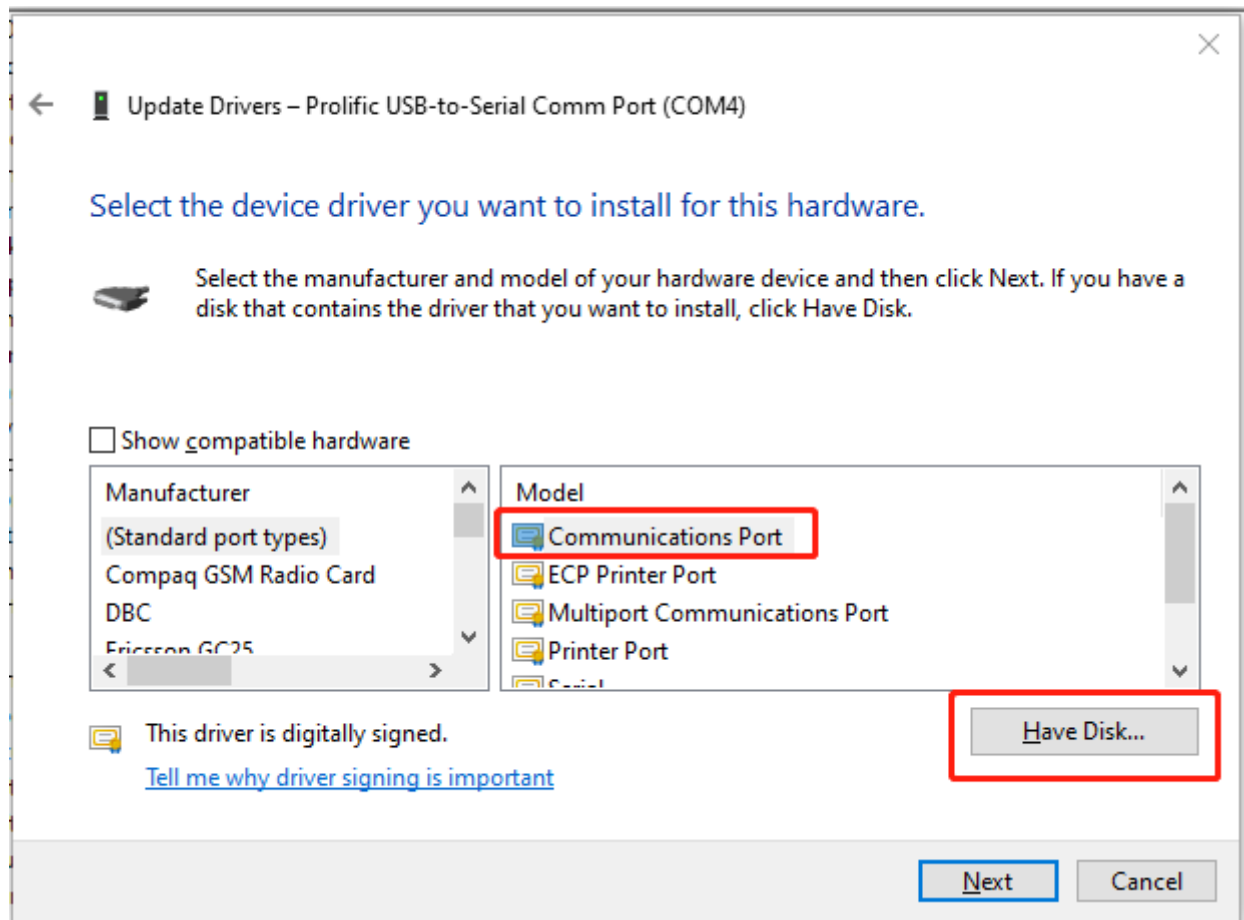 Update Drivers – Prolific USB-to-Serial Comm Port (COM4)
Select the device driver you want to install for this hardware.
Select the manufacturer and model of your hardware device and then click Next. If you have a
disk that contains the driver that you want to install, click Have Disk.
Show compatible hardware
Manufacturer
(Standard port types)
Compaq GSM Radio Card
DBC
Ericsson GC25
Model
Communications Port
ECP Printer Port
Multiport Communications Port
Printer Port
Serial
This driver is digitally signed.
Have Disk...
Tell me why driver signing is important
Next
Cancel